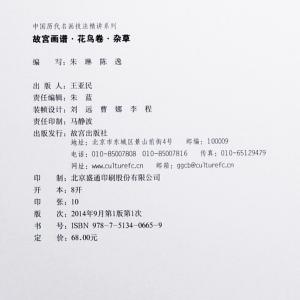 中国历代名画技法精讲系列
故宫画谱·花鸟卷·杂草
编 写：朱 琳 陈 逸
出 版 人：王亚民
责任编辑：朱 蓝
装帧设计：刘 远 曹 娜 李 程
责任印制：马静波
出版发行：故宫出版社
地址：北京市东城区景山前街4号 邮编：100009
电话：010-85007808 010-85007816 传真：010-65129479
网址：www.culturefc.cn 邮箱：ggcb@culturefc.cn
印 制：北京盛通印刷股份有限公司
开 本：8开
印 张：10
版 次：2014年9月第1版第1次
书 号：ISBN 978-7-5134-0665-9
定 价：68.00元